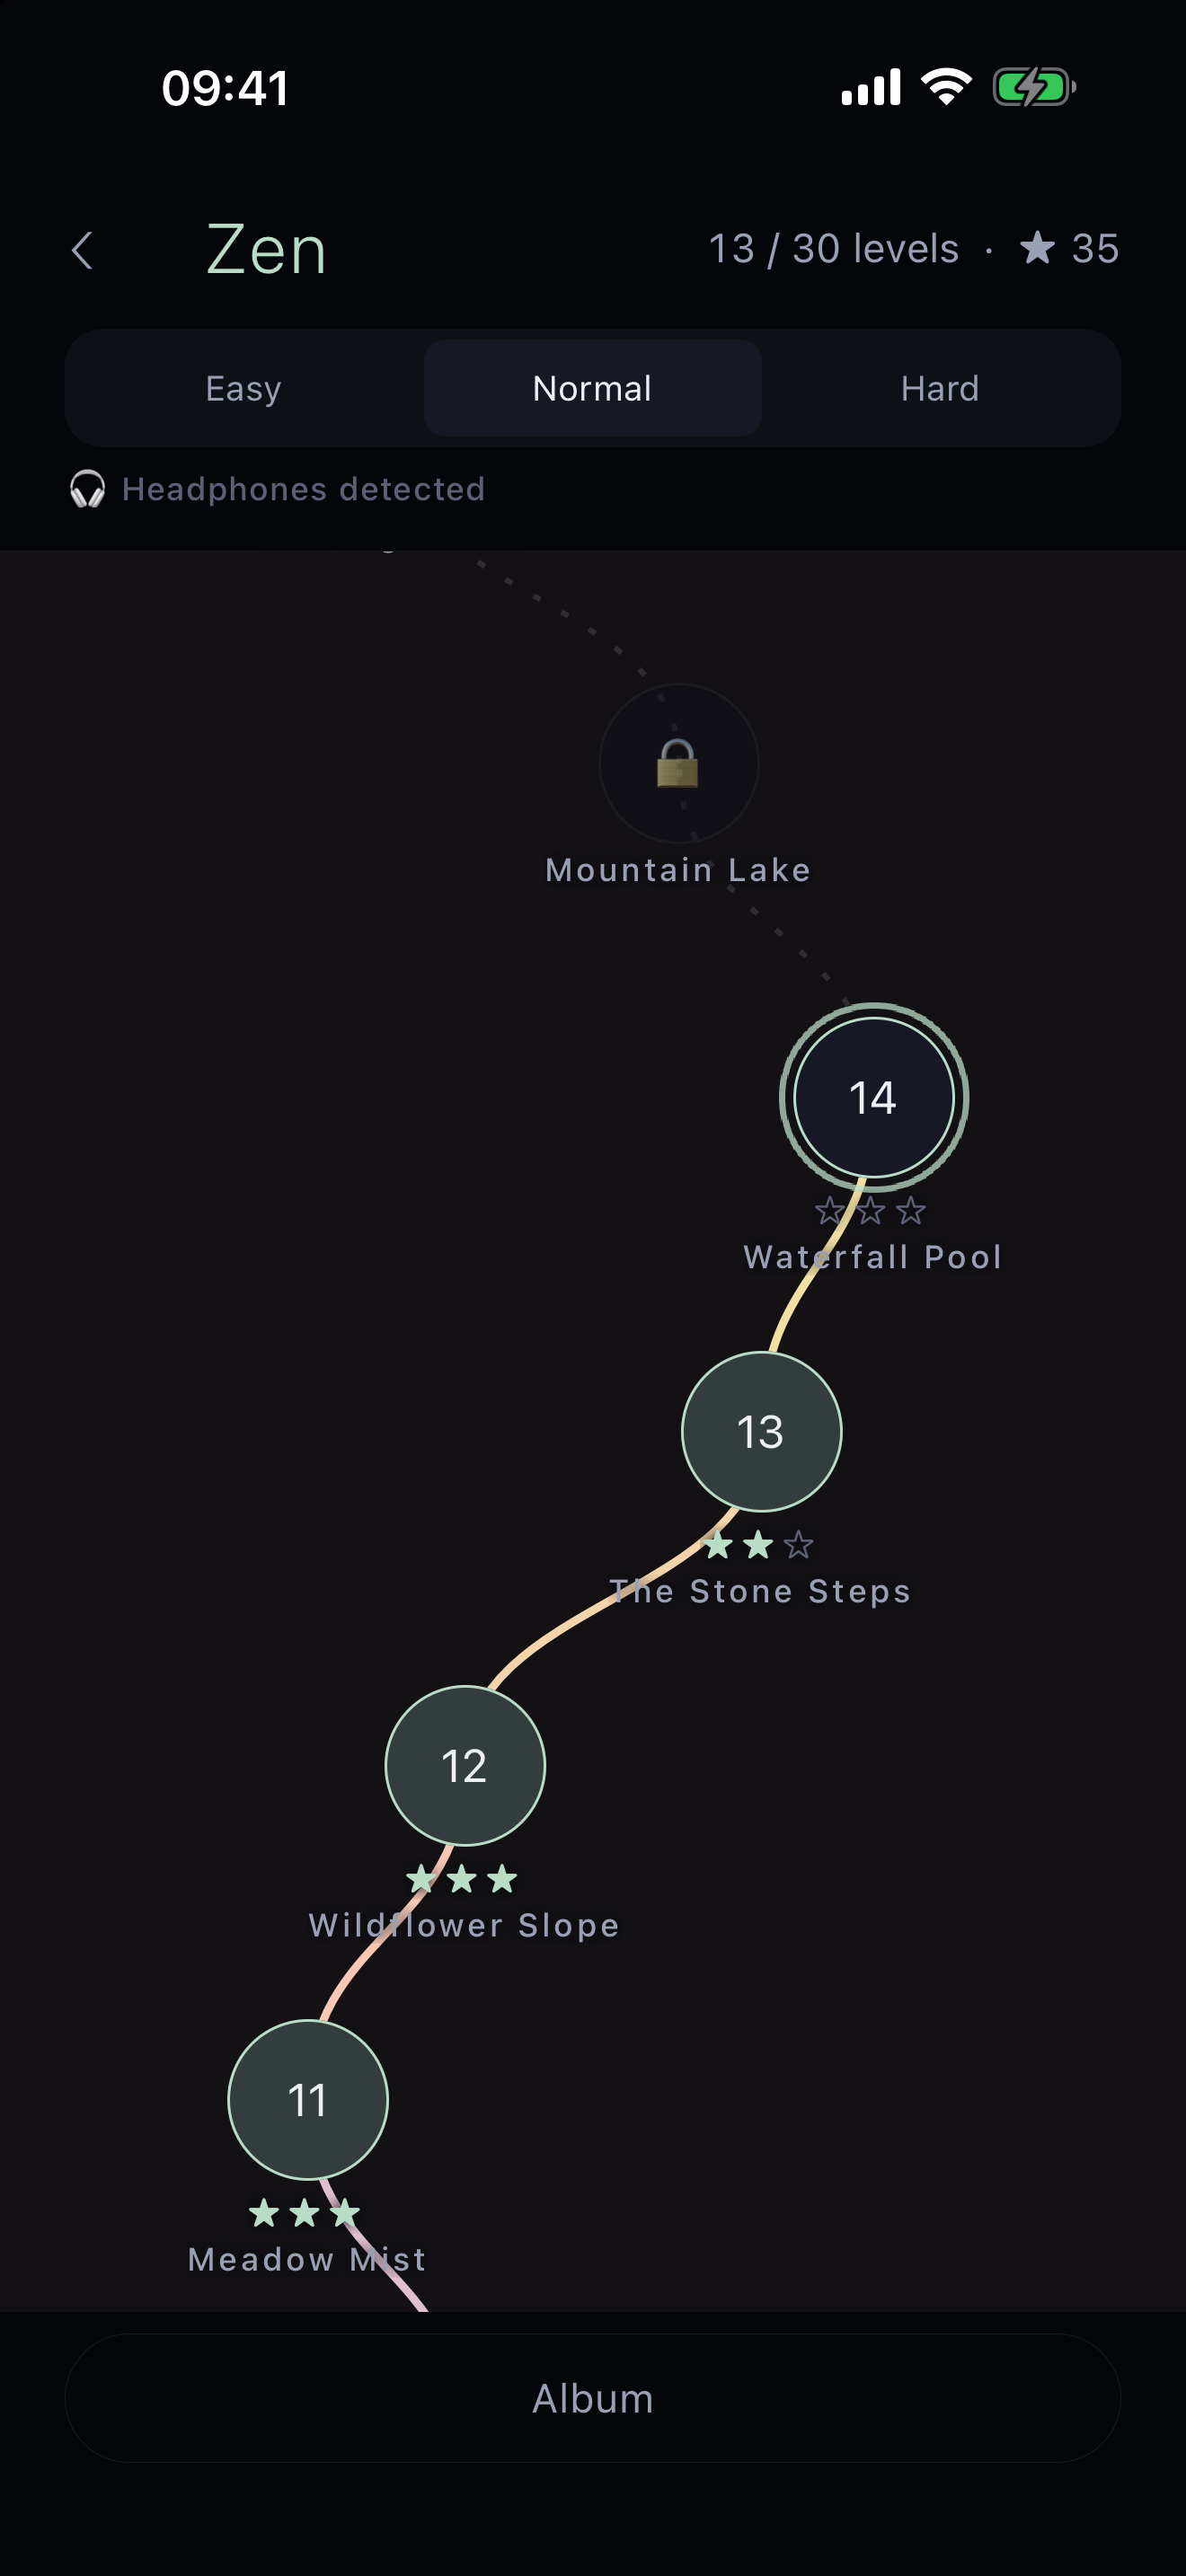 09:41
Zen
13 / 30 levels · ★ 35
Easy Normal Hard
Headphones detected
Mountain Lake
14
Waterfall Pool
13
The Stone Steps
12
Wildflower Slope
11
Meadow Mist
Album